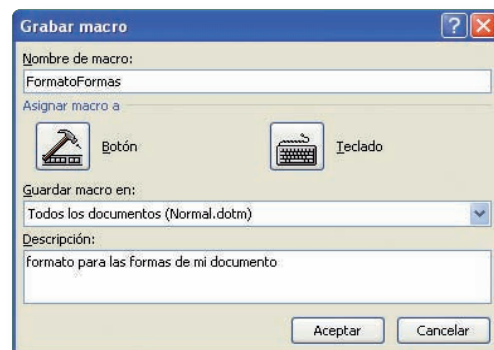 Grabar macro
Nombre de macro:
FormatoFormas
Asignar macro a
Botón Teclado
Guardar macro en:
Todos los documentos (Normal.dotm)
Descripción:
formato para las formas de mi documento
Aceptar Cancelar